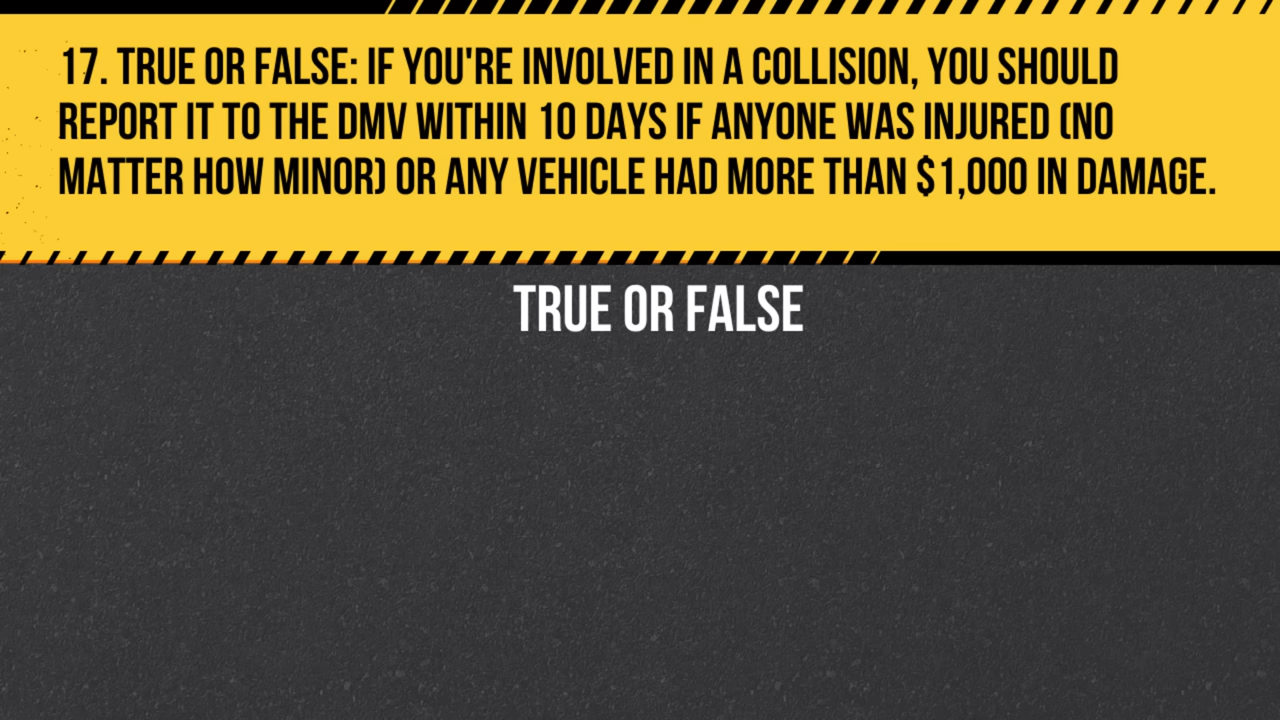 17. TRUE OR FALSE: IF YOU'RE INVOLVED IN A COLLISION, YOU SHOULD
REPORT IT TO THE DMV WITHIN 10 DAYS IF ANYONE WAS INJURED (NO
MATTER HOW MINOR) OR ANY VEHICLE HAD MORE THAN $1,000 IN DAMAGE.
TRUE OR FALSE